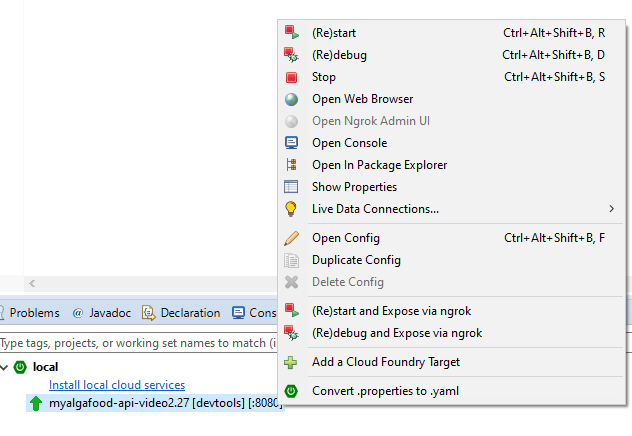 (Re)start Ctrl+Alt+Shift+B, R
(Re)debug Ctrl+Alt+Shift+B, D
Stop Ctrl+Alt+Shift+B, S
Open Web Browser
Open Ngrok Admin UI
Open Console
Open In Package Explorer
Show Properties
Live Data Connections...
Open Config Ctrl+Alt+Shift+B, F
Duplicate Config
Delete Config
(Re)start and Expose via ngrok
(Re)debug and Expose via ngrok
Add a Cloud Foundry Target
Convert .properties to .yaml
Problems @ Javadoc Declaration Cons
Type tags, projects, or working set names to match (i
local
Install local cloud services
myalgafood-api-video2.27 [devtools] [:8080]